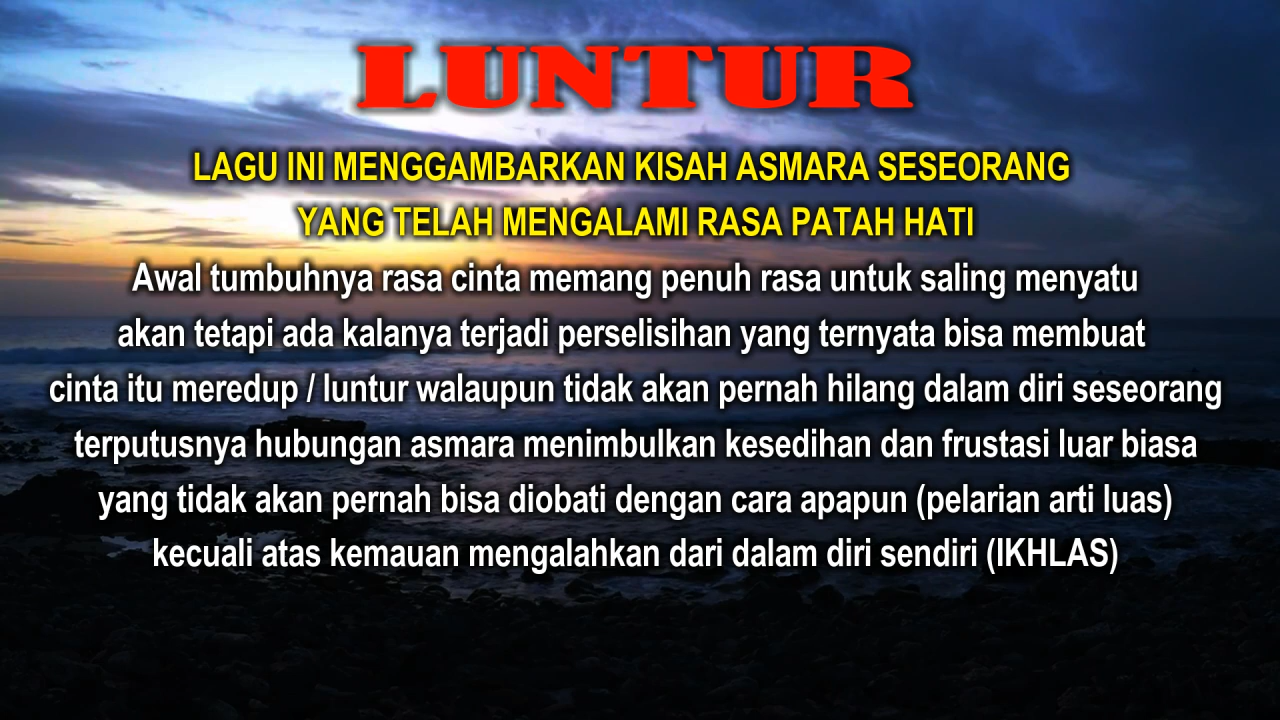 LUNTUR
LAGU INI MENGGAMBARKAN KISAH ASMARA SESEORANG
YANG TELAH MENGALAMI RASA PATAH HATI
Awal tumbuhnya rasa cinta memang penuh rasa untuk saling menyatu
akan tetapi ada kalanya terjadi perselisihan yang ternyata bisa membuat
cinta itu meredup / luntur walaupun tidak akan pernah hilang dalam diri seseorang
terputusnya hubungan asmara menimbulkan kesedihan dan frustasi luar biasa
yang tidak akan pernah bisa diobati dengan cara apapun (pelarian arti luas)
kecuali atas kemauan mengalahkan dari dalam diri sendiri (IKHLAS)